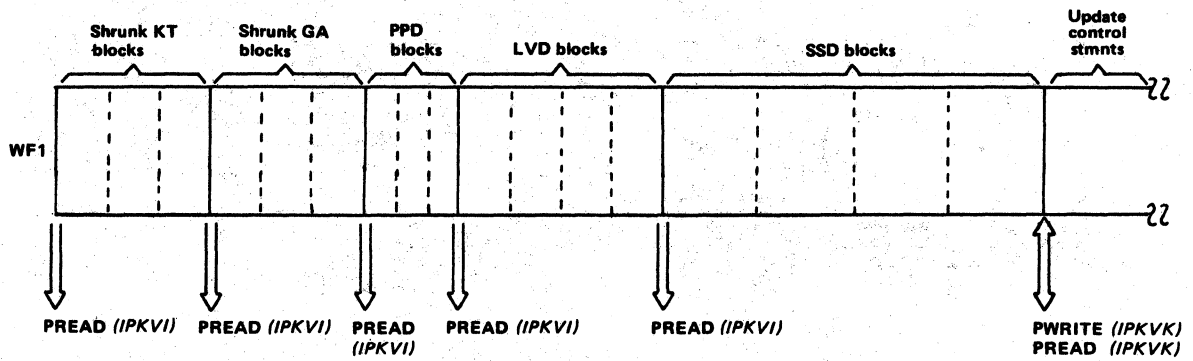 Shrunk KT
blocks
Shrunk GA
blocks
PPD
blocks
LVD blocks
SSD blocks
Update
control
stmnts
WF1
PREAD (IPKVI)
PREAD (IPKVI)
PREAD
(IPKVI)
PREAD (IPKVI)
PREAD (IPKVI)
PWRITE (IPKVK)
PREAD (IPKVK)